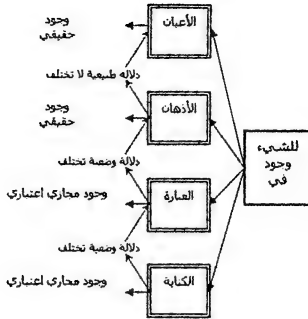 للشيء
وجود
في
الأعيان
وجود
حقيقي
دلالة طبيعية لا تختلف
الأذهان
وجود
حقيقي
دلالة وضعية تختلف
العبارة
وجود مجازي اعتباري
دلالة وضعية تختلف
الكتابة
وجود مجازي اعتباري